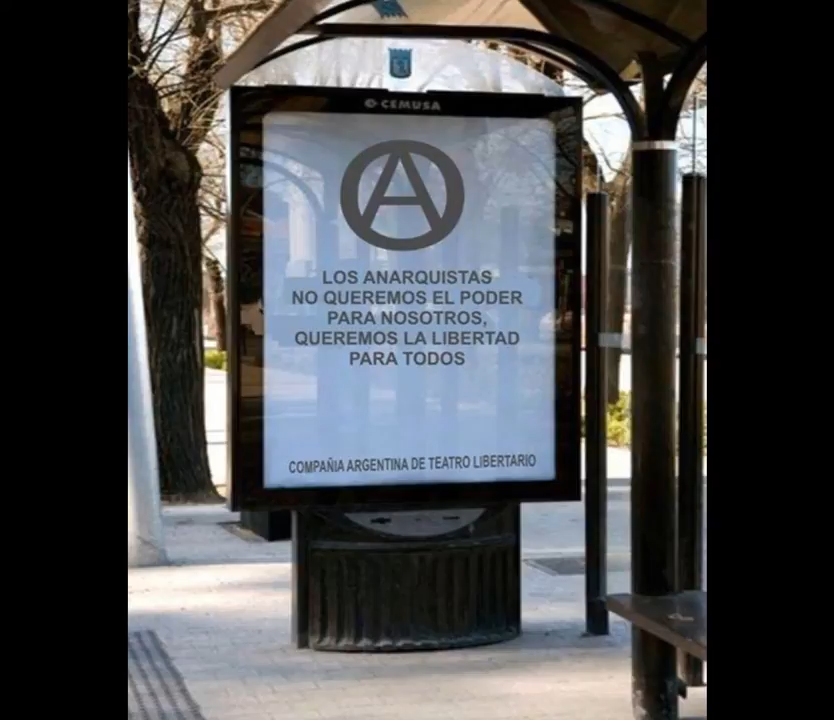 CEMUSA
A
LOS ANARQUISTAS
NO QUEREMOS EL PODER
PARA NOSOTROS,
QUEREMOS LA LIBERTAD
PARA TODOS
COMPAÑIA ARGENTINA DE TEATRO LIBERTARIO